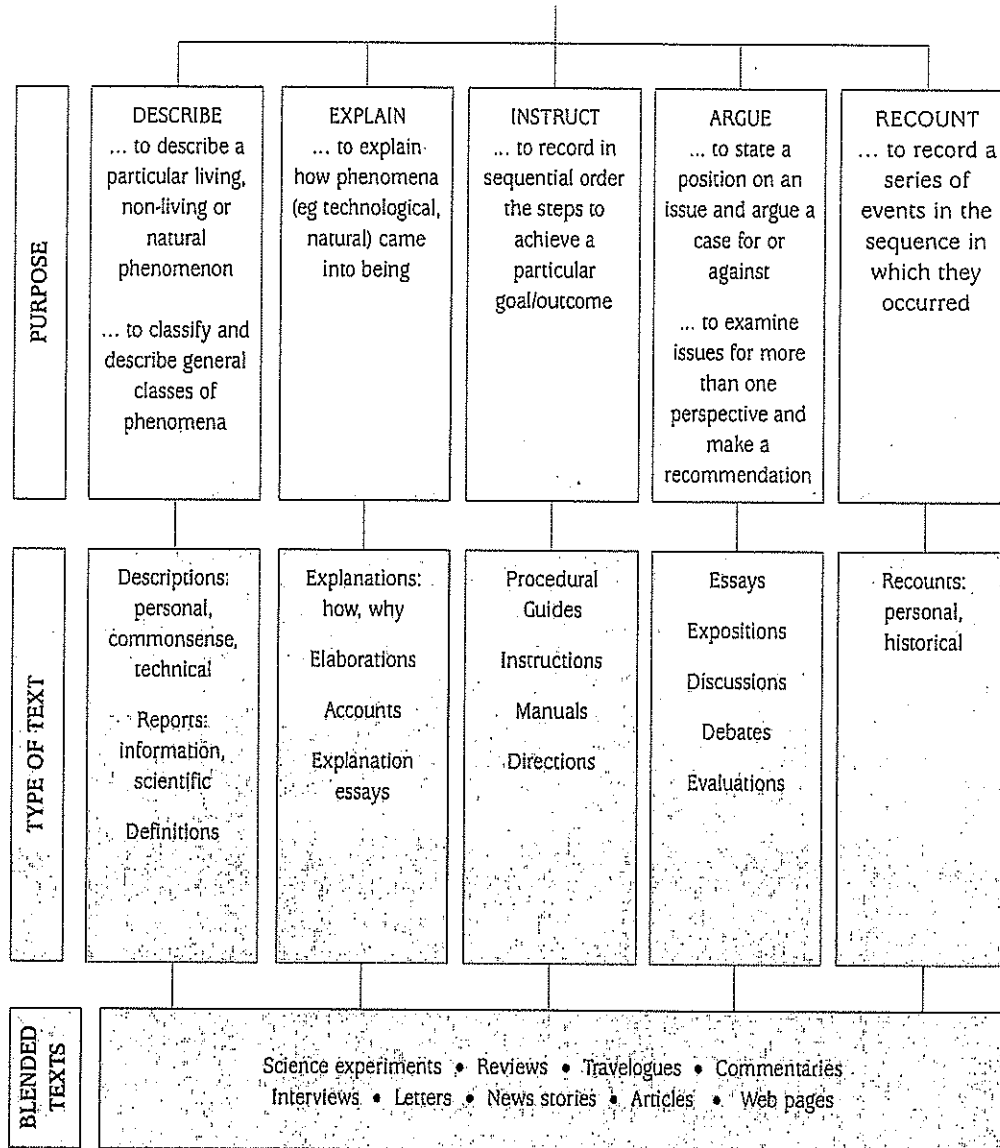 PURPOSE
DESCRIBE
... to describe a
particular living,
non-living or
natural
phenomenon
... to classify and
describe general
classes of
phenomena
EXPLAIN
... to explain
how phenomena
(eg technological,
natural) came
into being
INSTRUCT
... to record in
sequential order
the steps to
achieve a
particular
goal/outcome
ARGUE
... to state a
position on an
issue and argue a
case for or
against
... to examine
issues for more
than one
perspective and
make a
recommendation
RECOUNT
... to record a
series of
events in the
sequence in
which they
occurred
TYPE OF TEXT
Descriptions:
personal,
commonsense,
technical
Reports:
information,
scientific
Definitions
Explanations:
how, why
Elaborations
Accounts
Explanation
essays
Procedural
Guides
Instructions
Manuals
Directions
Essays
Expositions
Discussions
Debates
Evaluations
Recounts:
personal,
historical
BLENDED
TEXTS
Science experiments • Reviews • Travelogues • Commentaries
Interviews • Letters • News stories • Articles • Web pages